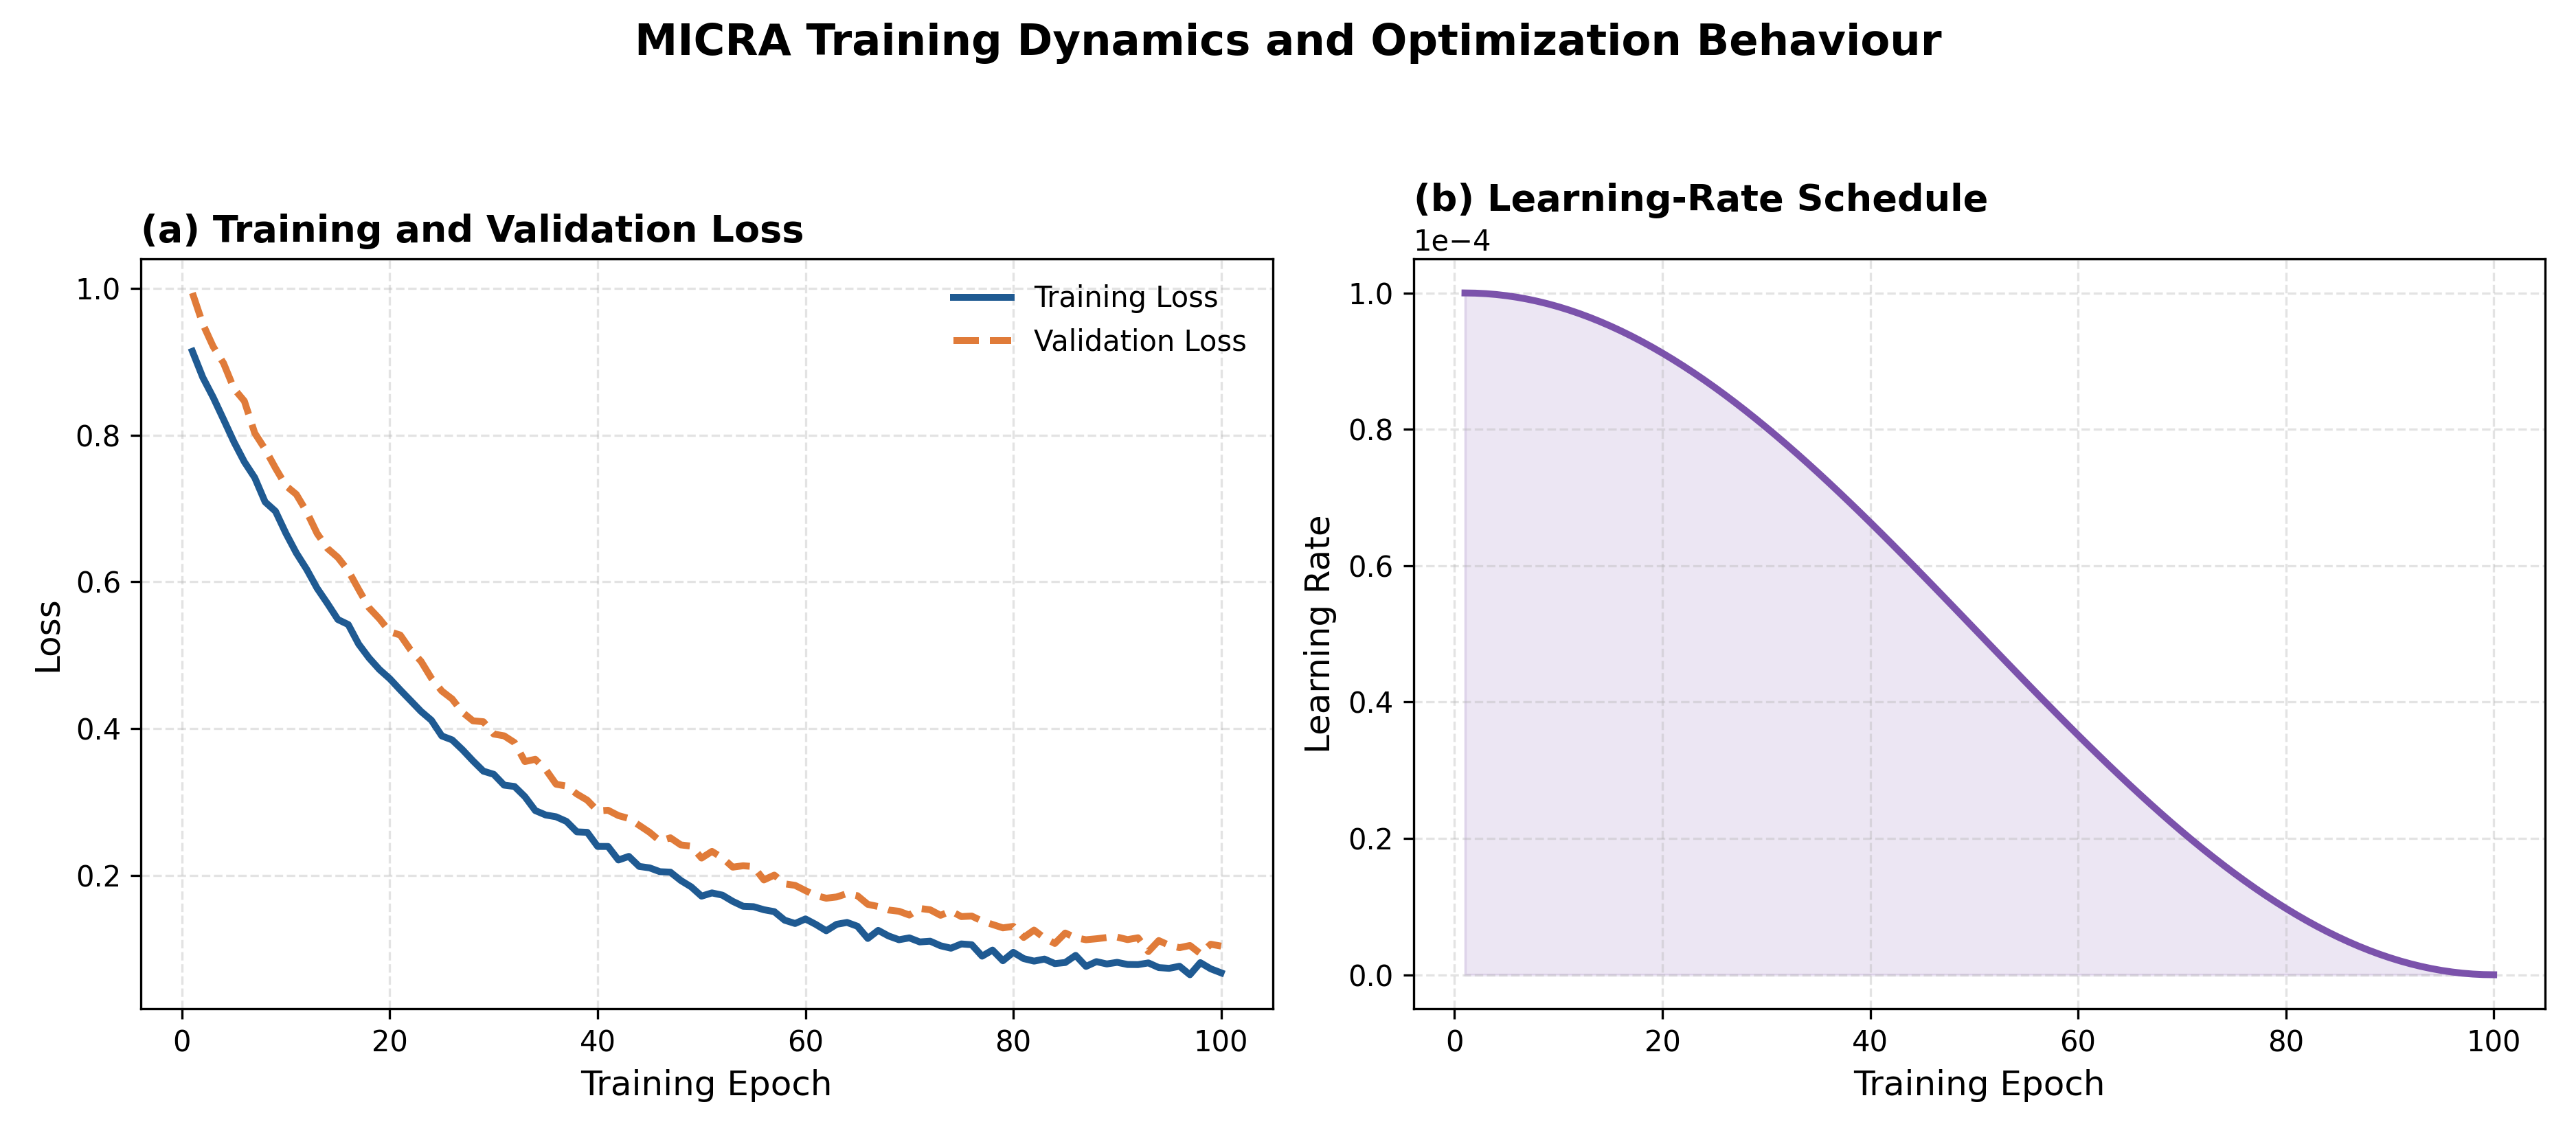 MICRA Training Dynamics and Optimization Behaviour
(a) Training and Validation Loss
1.0
0.8
0.6
0.4
0.2
Loss
Training Loss
Validation Loss
0 20 40 60 80 100
Training Epoch
(b) Learning-Rate Schedule
1e−4
1.0
0.8
0.6
0.4
0.2
0.0
Learning Rate
0 20 40 60 80 100
Training Epoch